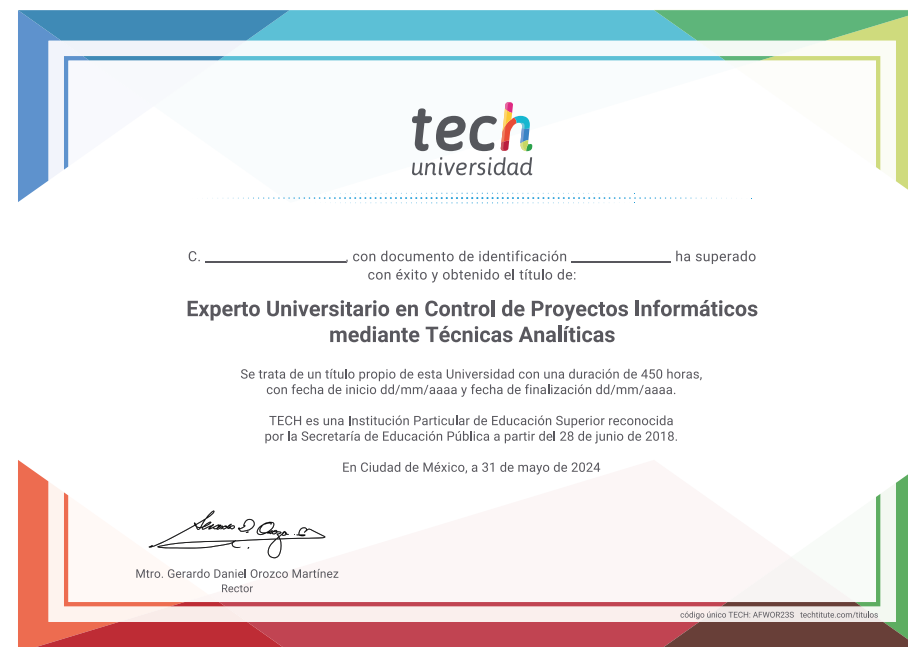 tech
universidad
C. ____________, con documento de identificación ____________ ha superado
con éxito y obtenido el título de:
Experto Universitario en Control de Proyectos Informáticos
mediante Técnicas Analíticas
Se trata de un título propio de esta Universidad con una duración de 450 horas,
con fecha de inicio dd/mm/aaaa y fecha de finalización dd/mm/aaaa.
TECH es una Institución Particular de Educación Superior reconocida
por la Secretaría de Educación Pública a partir del 28 de junio de 2018.
En Ciudad de México, a 31 de mayo de 2024
Mtro. Gerardo Daniel Orozco Martínez
Rector
código único TECH: AFWOR23S techtitute.com/titulos